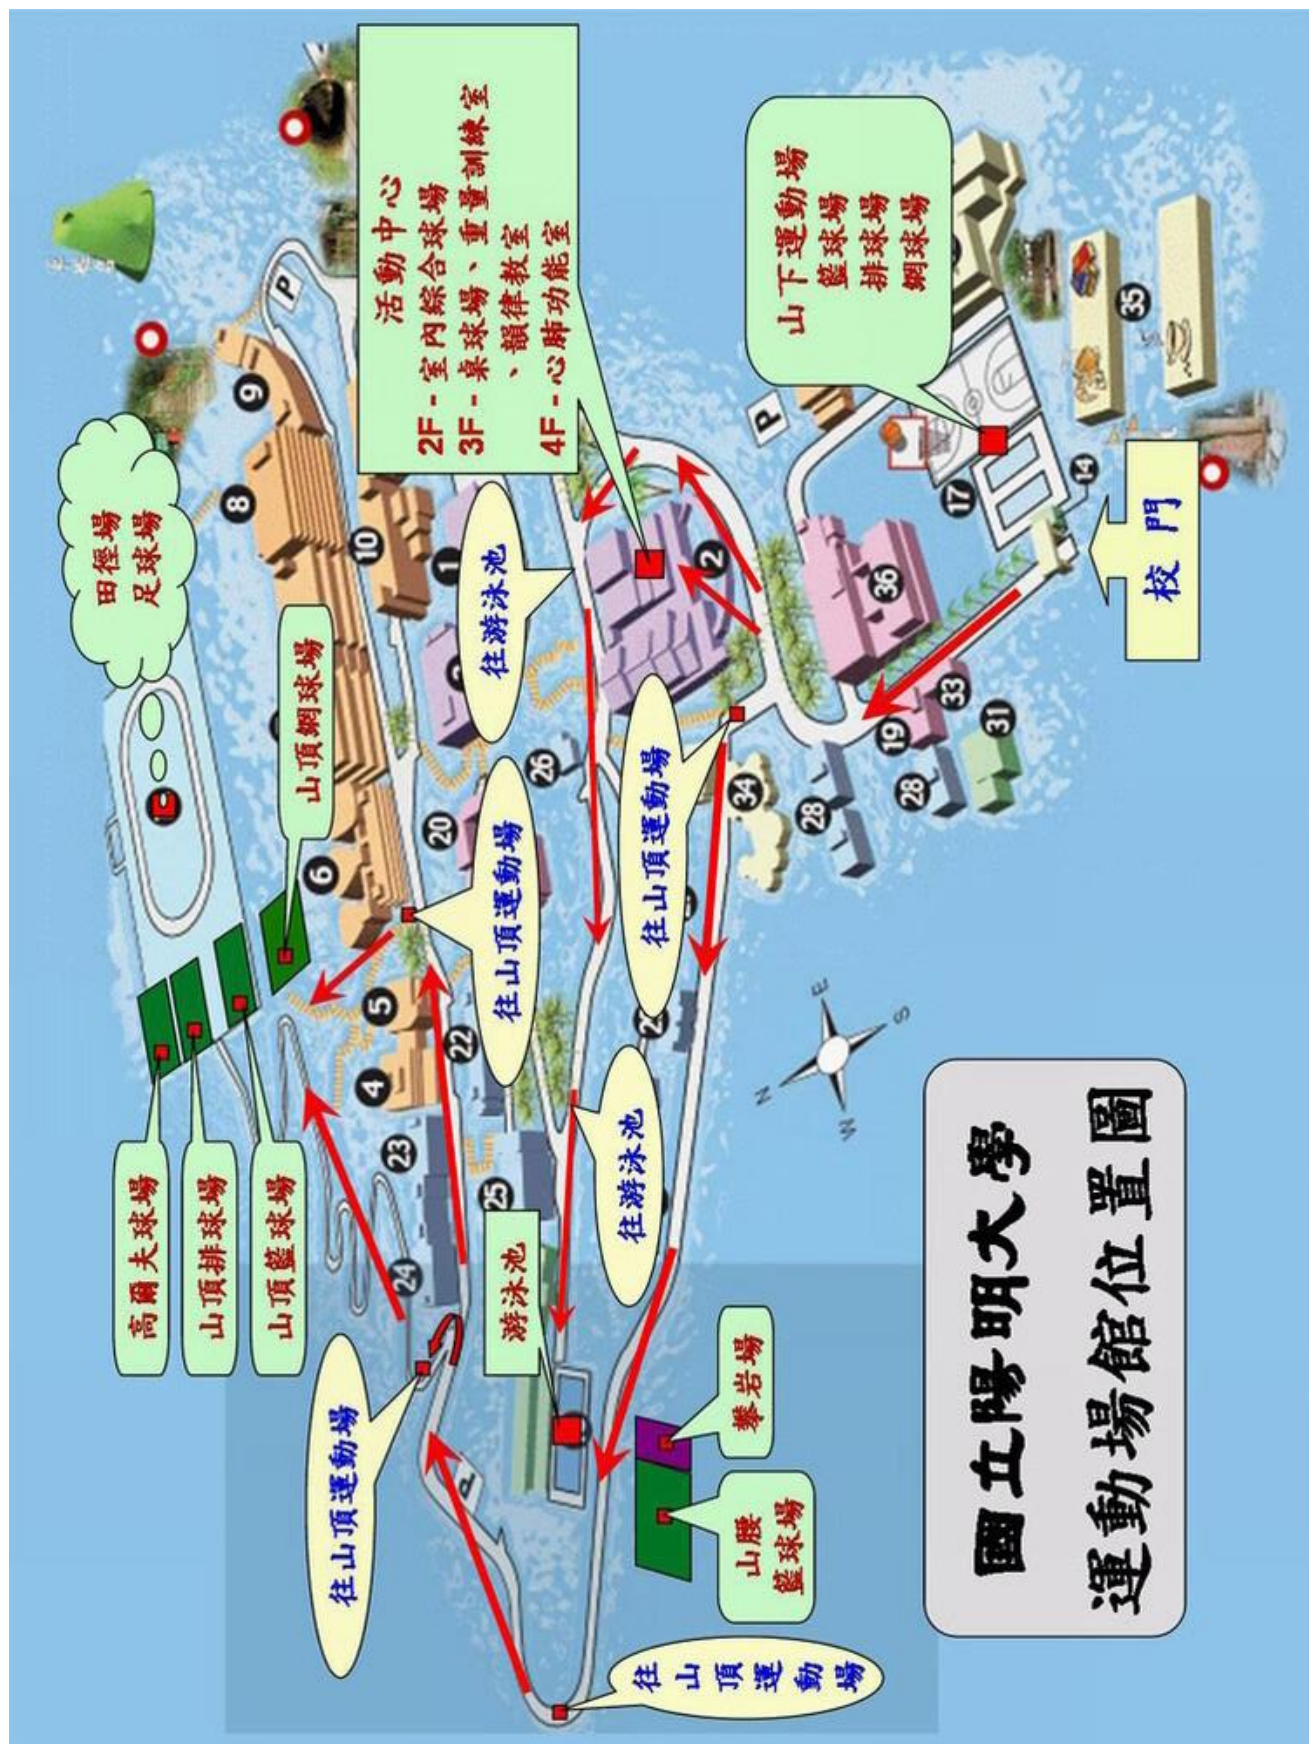 國立陽明大學
運動場館位置圖
活動中心
2F-室內綜合球場
3F-桌球場、重量訓練室
、韻律教室
4F-心肺功能室
山下運動場
籃球場
排球場
網球場
校門
田徑場
足球場
山頂網球場
高爾夫球場
山頂排球場
山頂籃球場
往游泳池
往山頂運動場
往山頂運動場
往游泳池
游泳池
攀岩場
山腰
籃球場
往山頂運動場
往山頂運動場
P
P
P
N
E
S
W
9
8
10
1
2
6
20
26
5
4
22
23
24
25
34
28
28
19
33
31
36
17
14
35